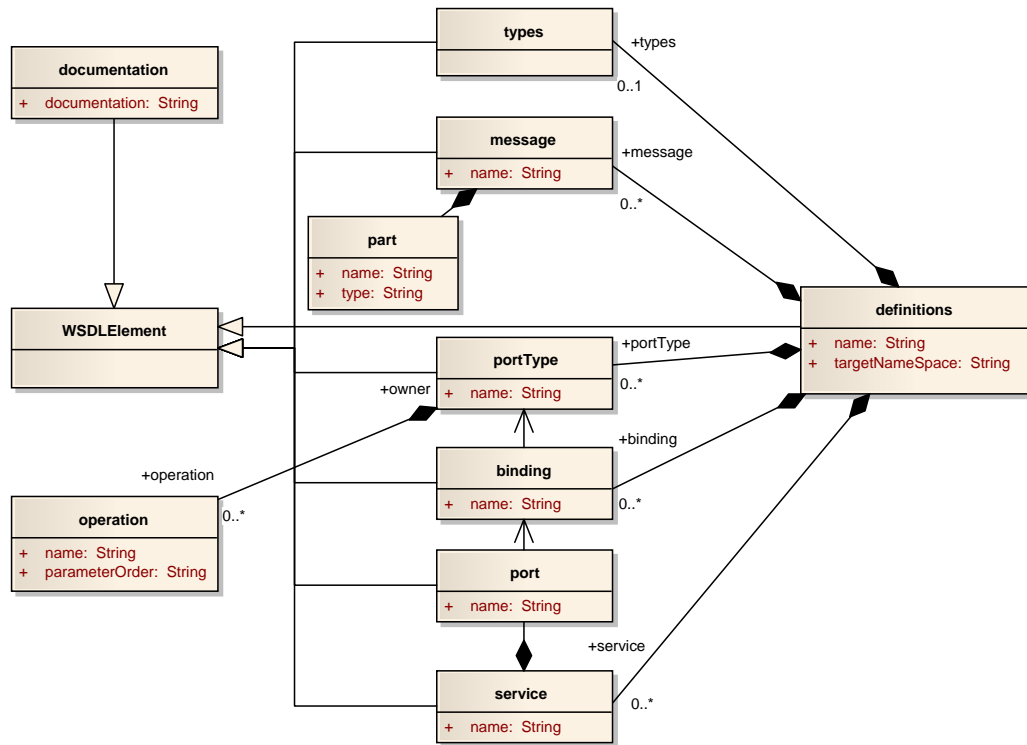 types
+types
0..1
documentation
+ documentation: String
message
+ name: String
+message
0..*
part
+ name: String
+ type: String
WSDLElement
definitions
+ name: String
+ targetNameSpace: String
portType
+ name: String
+portType
0..*
+owner
+operation
0..*
operation
+ name: String
+ parameterOrder: String
binding
+ name: String
+binding
0..*
port
+ name: String
service
+ name: String
+service
0..*